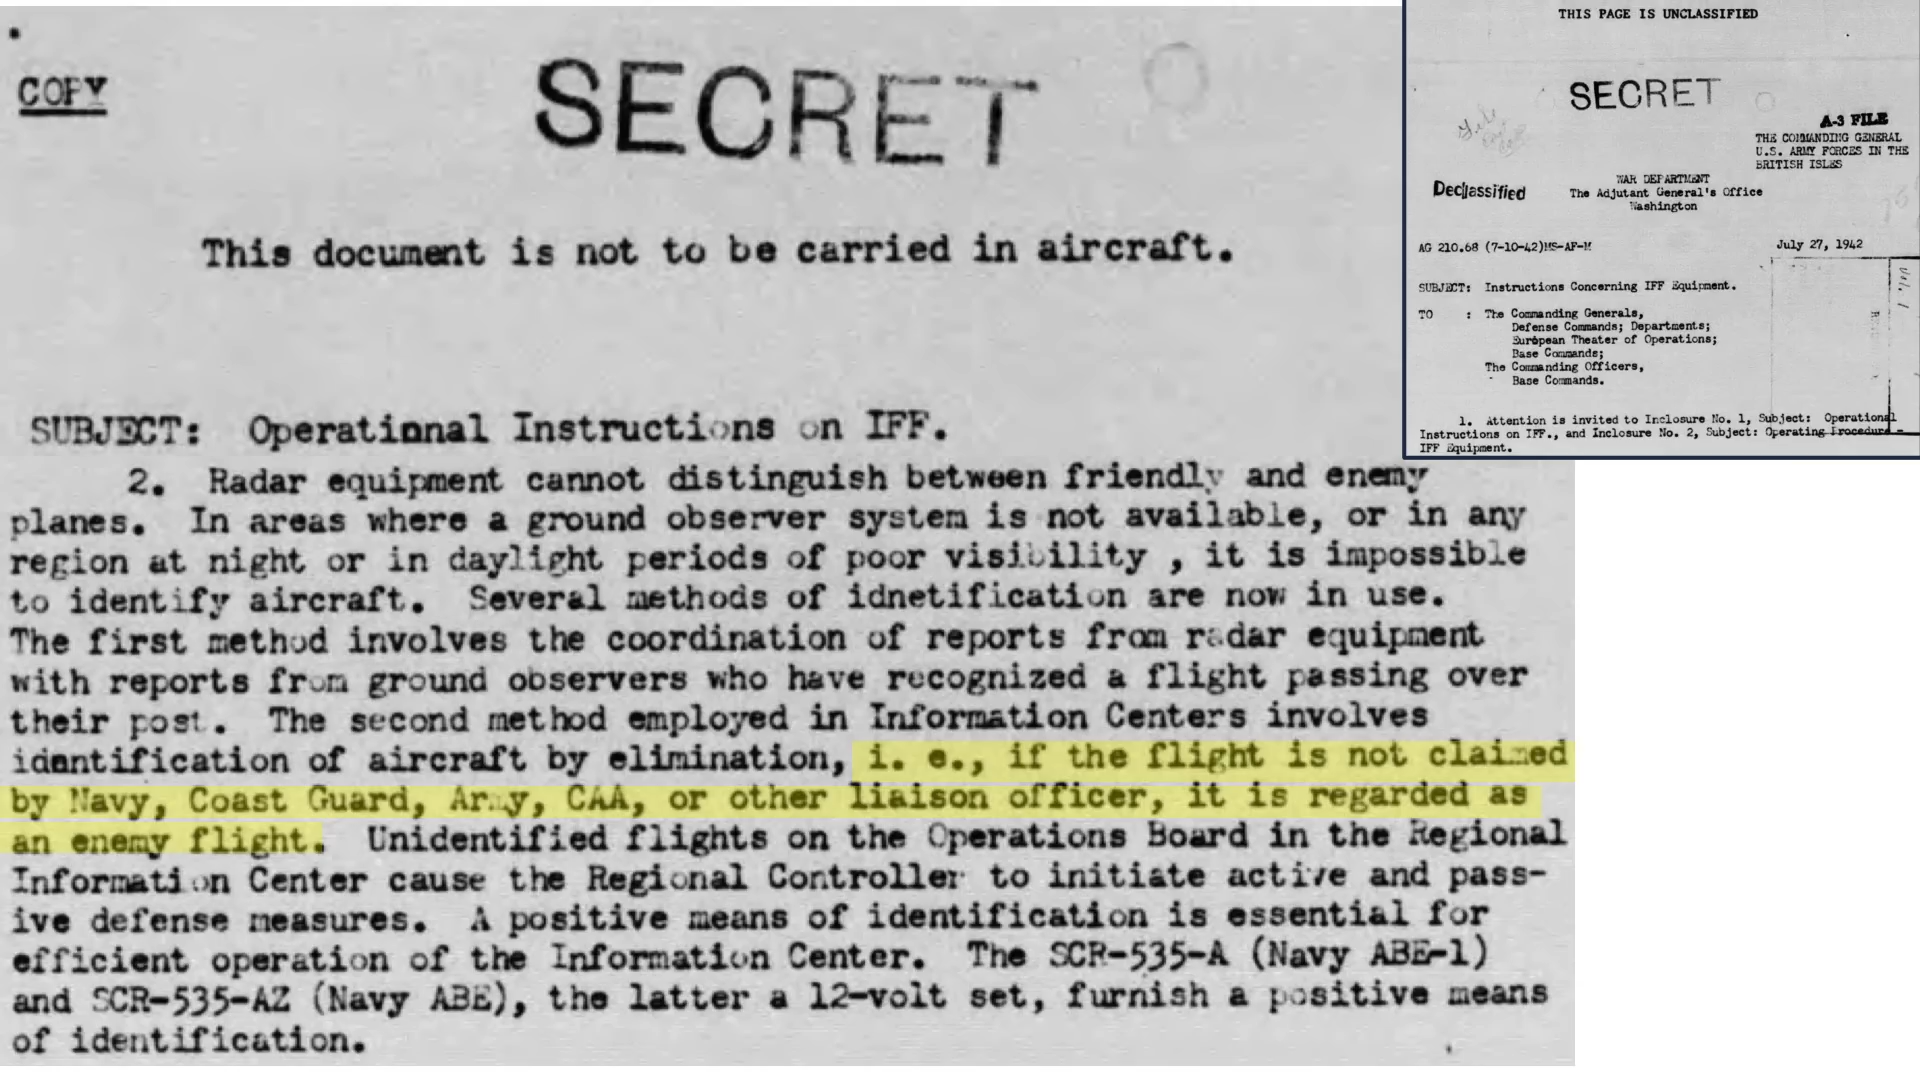 COPY
SECRET
This document is not to be carried in aircraft.
SUBJECT: Operational Instructions on IFF.
2. Radar equipment cannot distinguish between friendly and enemy
planes. In areas where a ground observer system is not available, or in any
region at night or in daylight periods of poor visibility , it is impossible
to identify aircraft. Several methods of idnetification are now in use.
The first method involves the coordination of reports from radar equipment
with reports from ground observers who have recognized a flight passing over
their post. The second method employed in Information Centers involves
identification of aircraft by elimination, i. e., if the flight is not claimed
by Navy, Coast Guard, Army, CAA, or other liaison officer, it is regarded as
an enemy flight. Unidentified flights on the Operations Board in the Regional
Information Center cause the Regional Controller to initiate active and pass-
ive defense measures. A positive means of identification is essential for
efficient operation of the Information Center. The SCR-535-A (Navy ABE-1)
and SCR-535-AZ (Navy ABE), the latter a 12-volt set, furnish a positive means
of identification.
THIS PAGE IS UNCLASSIFIED
SECRET
A-3 FILE
THE COMMANDING GENERAL
U.S. ARMY FORCES IN THE
BRITISH ISLES
WAR DEPARTMENT
Declassified
The Adjutant General's Office
Washington
AG 210.68 (7-10-42)MS-AF-M
July 27, 1942
SUBJECT: Instructions Concerning IFF Equipment.
TO : The Commanding Generals,
Defense Commands; Departments;
European Theater of Operations;
Base Commands;
The Commanding Officers,
Base Commands.
1. Attention is invited to Inclosure No. 1, Subject: Operational
Instructions on IFF., and Inclosure No. 2, Subject: Operating Procedure -
IFF Equipment.